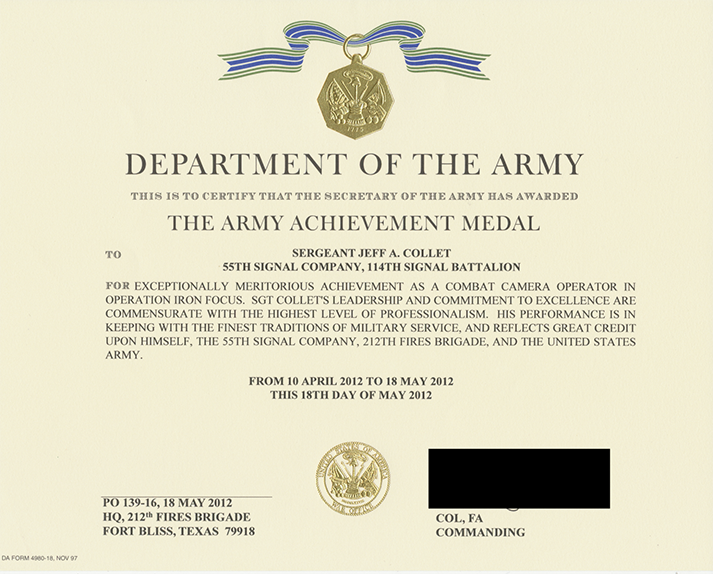 DEPARTMENT OF THE ARMY
THIS IS TO CERTIFY THAT THE SECRETARY OF THE ARMY HAS AWARDED
THE ARMY ACHIEVEMENT MEDAL
TO
SERGEANT JEFF A. COLLET
55TH SIGNAL COMPANY, 114TH SIGNAL BATTALION
FOR EXCEPTIONALLY MERITORIOUS ACHIEVEMENT AS A COMBAT CAMERA OPERATOR IN
OPERATION IRON FOCUS. SGT COLLET'S LEADERSHIP AND COMMITMENT TO EXCELLENCE ARE
COMMENSURATE WITH THE HIGHEST LEVEL OF PROFESSIONALISM. HIS PERFORMANCE IS IN
KEEPING WITH THE FINEST TRADITIONS OF MILITARY SERVICE, AND REFLECTS GREAT CREDIT
UPON HIMSELF, THE 55TH SIGNAL COMPANY, 212TH FIRES BRIGADE, AND THE UNITED STATES
ARMY.
FROM 10 APRIL 2012 TO 18 MAY 2012
THIS 18TH DAY OF MAY 2012
UNITED STATES OF AMERICA
WAR OFFICE
PO 139-16, 18 MAY 2012
HQ, 212th FIRES BRIGADE
FORT BLISS, TEXAS 79918
COL, FA
COMMANDING
DA FORM 4980-18, NOV 97